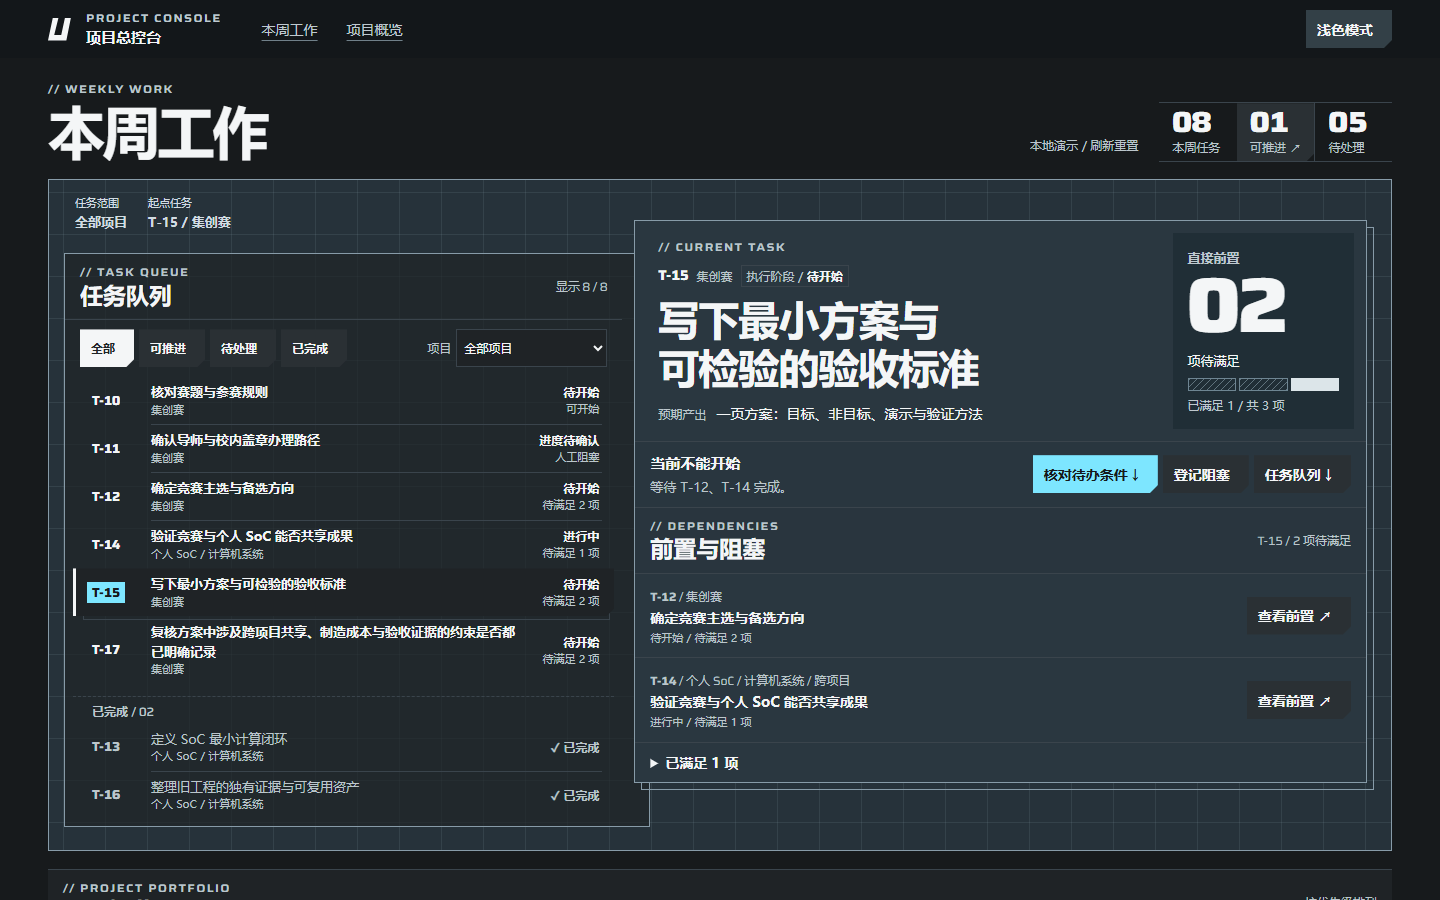 PROJECT CONSOLE
项目总控台
本周工作
项目概览
浅色模式
// WEEKLY WORK
本周工作
本地演示 / 刷新重置
08
本周任务
01
可推进 ↗
05
待处理
任务范围
全部项目
起点任务
T-15 / 集创赛
// TASK QUEUE
任务队列
显示 8 / 8
全部
可推进
待处理
已完成
项目
全部项目
T-10
核对赛题与参赛规则
集创赛
待开始
可开始
T-11
确认导师与校内盖章办理路径
集创赛
进度待确认
人工阻塞
T-12
确定竞赛主选与备选方向
集创赛
待开始
待满足 2 项
T-14
验证竞赛与个人 SoC 能否共享成果
个人 SoC / 计算机系统
进行中
待满足 1 项
T-15
写下最小方案与可检验的验收标准
集创赛
待开始
待满足 2 项
T-17
复核方案中涉及跨项目共享、制造成本与验收证据的约束是否都
已明确记录
集创赛
待开始
待满足 2 项
已完成 / 02
T-13
定义 SoC 最小计算闭环
个人 SoC / 计算机系统
✓ 已完成
T-16
整理旧工程的独有证据与可复用资产
个人 SoC / 计算机系统
✓ 已完成
// CURRENT TASK
T-15 集创赛 执行阶段 / 待开始
写下最小方案与
可检验的验收标准
预期产出 一页方案：目标、非目标、演示与验证方法
直接前置
02
项待满足
已满足 1 / 共 3 项
当前不能开始
等待 T-12、T-14 完成。
核对待办条件 ↓
登记阻塞
任务队列 ↓
// DEPENDENCIES
前置与阻塞
T-15 / 2 项待满足
T-12 / 集创赛
确定竞赛主选与备选方向
待开始 / 待满足 2 项
查看前置 ↗
T-14 / 个人 SoC / 计算机系统 / 跨项目
验证竞赛与个人 SoC 能否共享成果
进行中 / 待满足 1 项
查看前置 ↗
▶ 已满足 1 项
// PROJECT PORTFOLIO